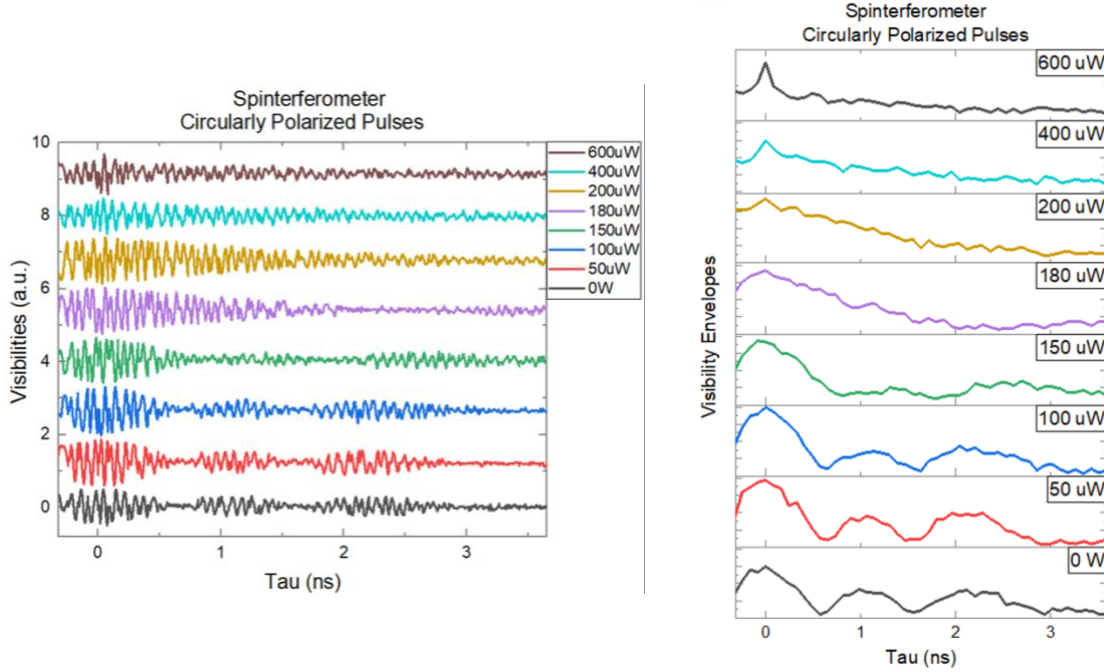 Spinterferometer
Circularly Polarized Pulses
10
8
6
4
2
0
Visibilities (a.u.)
600uW
400uW
200uW
180uW
150uW
100uW
50uW
0W
0
1
2
3
Tau (ns)
Spinterferometer
Circularly Polarized Pulses
600 uW
400 uW
200 uW
180 uW
150 uW
100 uW
50 uW
0 W
Visibility Envelopes
0
1
2
3
Tau (ns)